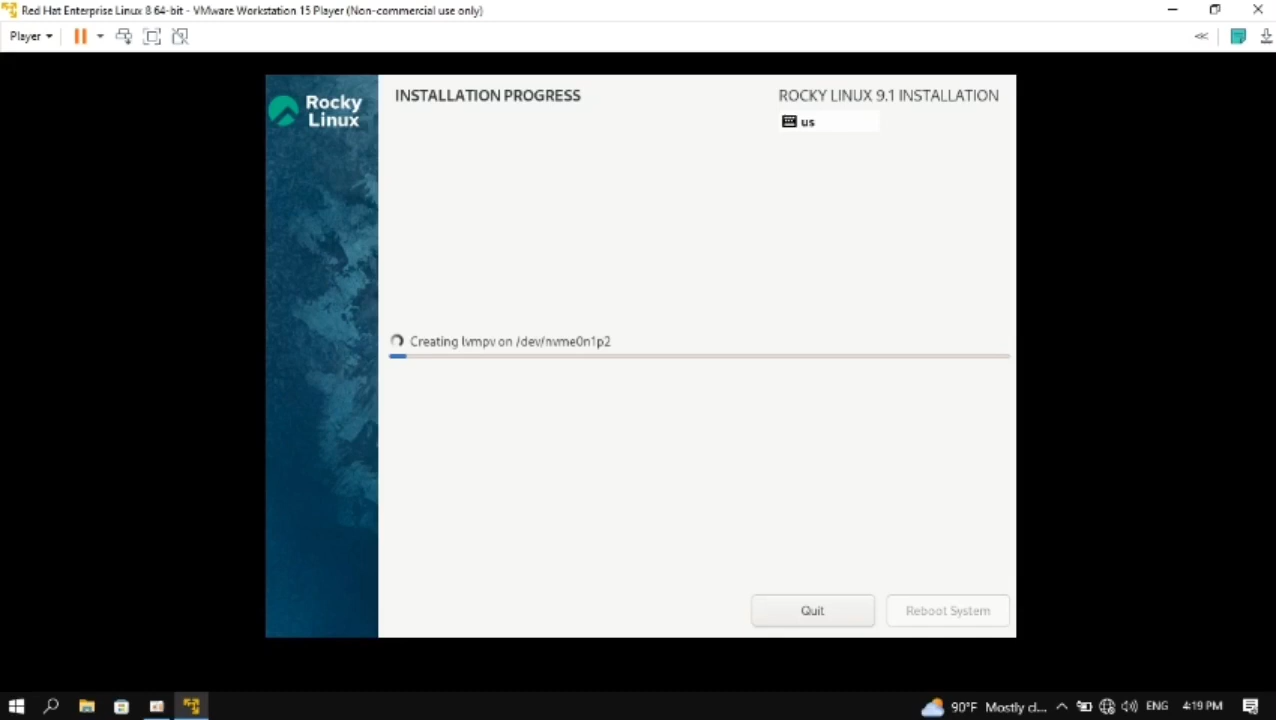 Red Hat Enterprise Linux 8 64-bit - VMware Workstation 15 Player (Non-commercial use only)
Player
Rocky Linux
INSTALLATION PROGRESS
ROCKY LINUX 9.1 INSTALLATION
us
Creating lvmpv on /dev/nvme0n1p2
Quit
Reboot System
90°F Mostly cl...
ENG
4:19 PM